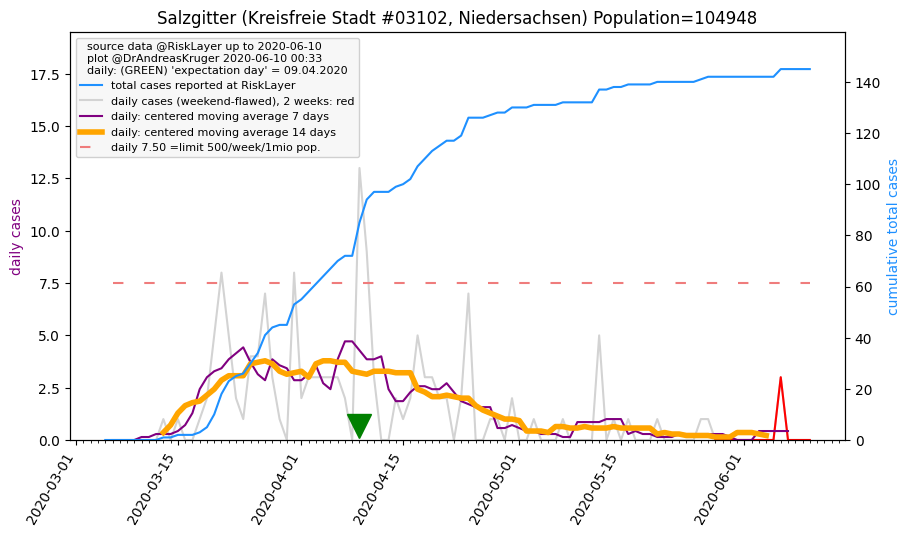 Salzgitter (Kreisfreie Stadt #03102, Niedersachsen) Population=104948
source data @RiskLayer up to 2020-06-10
plot @DrAndreasKruger 2020-06-10 00:33
daily: (GREEN) 'expectation day' = 09.04.2020
total cases reported at RiskLayer
daily cases (weekend-flawed), 2 weeks: red
daily: centered moving average 7 days
daily: centered moving average 14 days
daily 7.50 =limit 500/week/1mio pop.
daily cases
17.5
15.0
12.5
10.0
7.5
5.0
2.5
0.0
cumulative total cases
140
120
100
80
60
40
20
0
2020-03-01
2020-03-15
2020-04-01
2020-04-15
2020-05-01
2020-05-15
2020-06-01